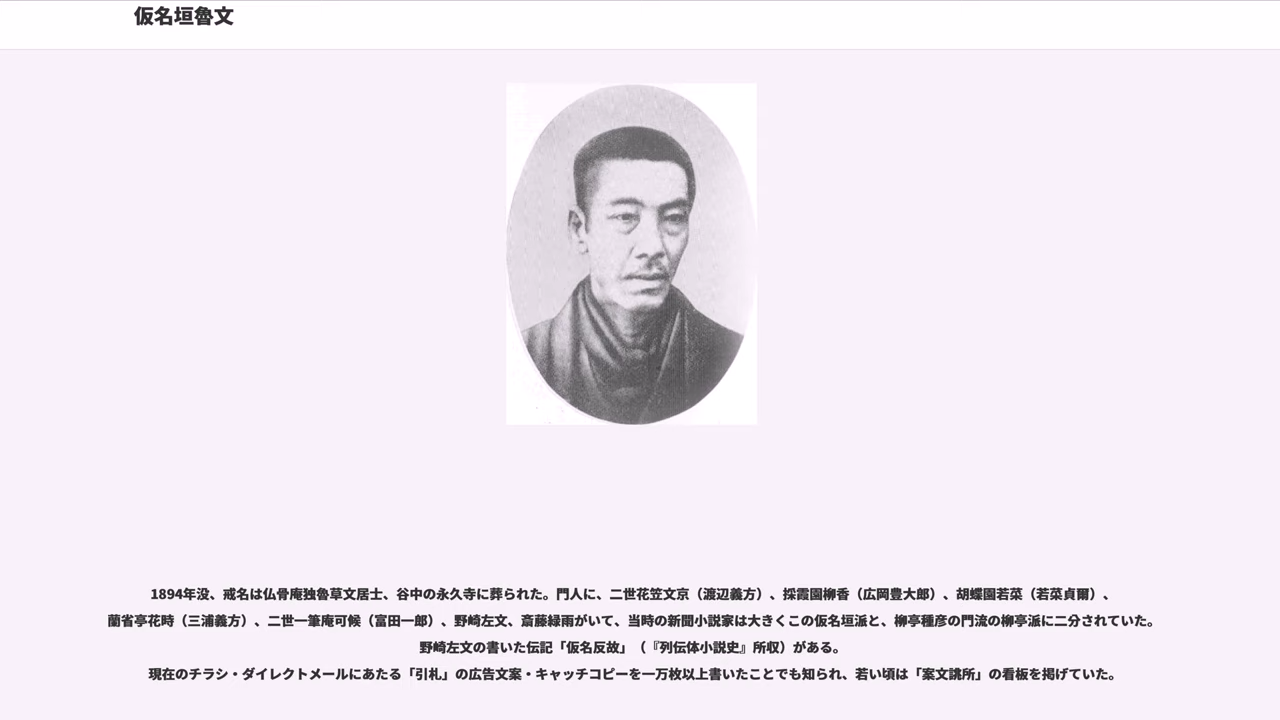 仮名垣魯文
1894年没、戒名は仏骨庵独魯草文居士、谷中の永久寺に葬られた。門人に、二世花笠文京（渡辺義方）、採霞園柳香（広岡豊大郎）、胡蝶園若菜（若菜貞爾）、
蘭省亭花時（三浦義方）、二世一筆庵可候（富田一郎）、野崎左文、斎藤緑雨がいて、当時の新聞小説家は大きくこの仮名垣派と、柳亭種彦の門流の柳亭派に二分されていた。
野崎左文の書いた伝記「仮名反故」（『列伝体小説史』所収）がある。
現在のチラシ・ダイレクトメールにあたる「引札」の広告文案・キャッチコピーを一万枚以上書いたことでも知られ、若い頃は「案文誂所」の看板を掲げていた。